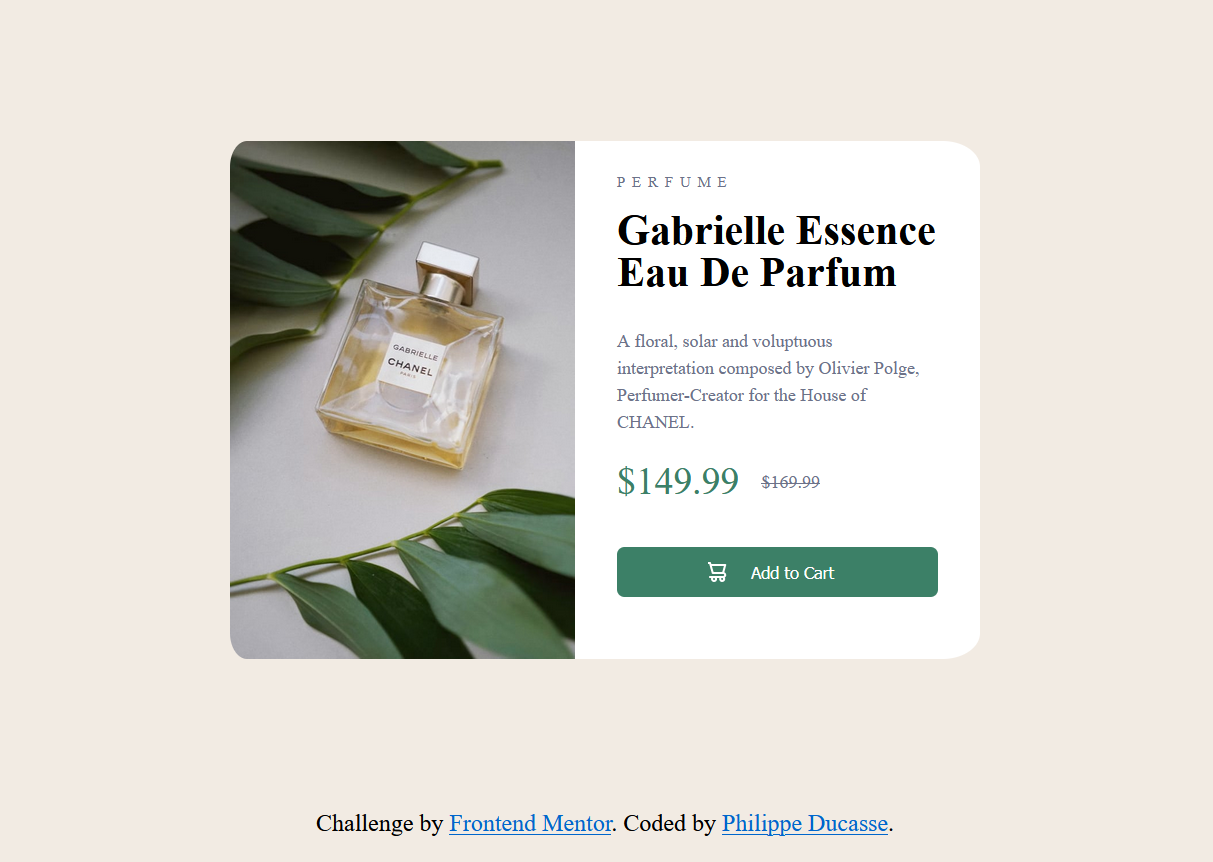 GABRIELLE
CHANEL
PARIS
PERFUME
Gabrielle Essence
Eau De Parfum
A floral, solar and voluptuous
interpretation composed by Olivier Polge,
Perfumer-Creator for the House of
CHANEL.
$149.99 $169.99
Add to Cart
Challenge by Frontend Mentor. Coded by Philippe Ducasse.